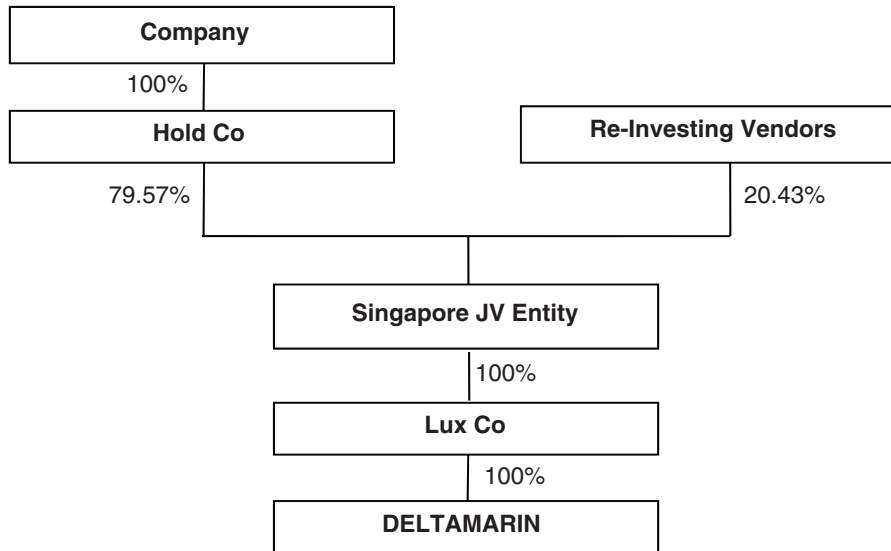 Company
100%
Hold Co
Re-Investing Vendors
79.57%
20.43%
Singapore JV Entity
100%
Lux Co
100%
DELTAMARIN